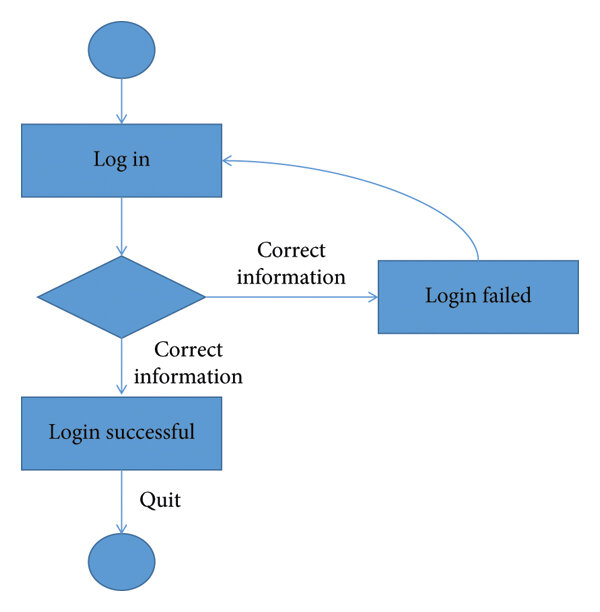 Log in
Correct
information
Login failed
Correct
information
Login successful
Quit